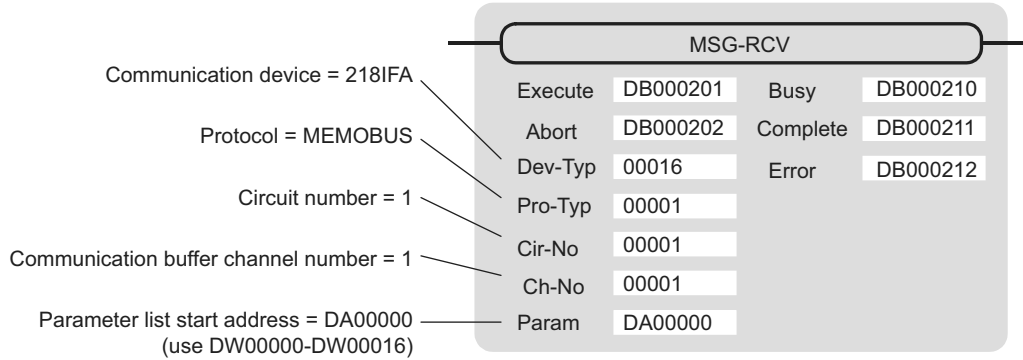 MSG-RCV
Communication device = 218IFA
Protocol = MEMOBUS
Circuit number = 1
Communication buffer channel number = 1
Parameter list start address = DA00000
(use DW00000-DW00016)
Execute DB000201 Busy DB000210
Abort DB000202 Complete DB000211
Dev-Typ 00016 Error DB000212
Pro-Typ 00001
Cir-No 00001
Ch-No 00001
Param DA00000